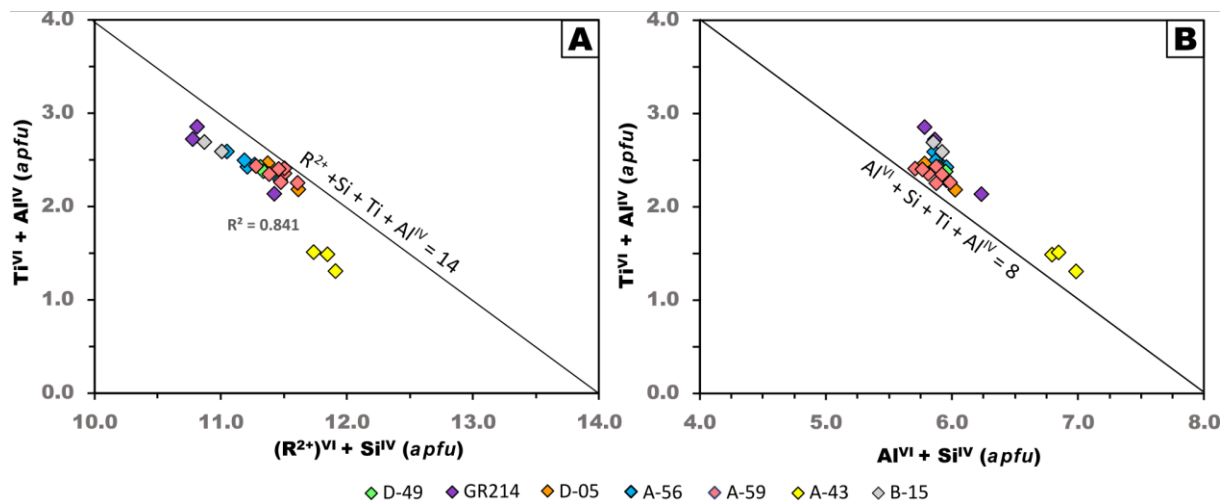 A
B
4.0
3.0
2.0
1.0
0.0
Ti^VI + Al^IV (apfu)
R²⁺+Si + Ti + Al^IV = 14
R² = 0.841
10.0 11.0 12.0 13.0 14.0
(R²⁺)^VI + Si^IV (apfu)
4.0
3.0
2.0
1.0
0.0
Ti^VI + Al^IV (apfu)
Al^VI + Si + Ti + Al^IV = 8
4.0 5.0 6.0 7.0 8.0
Al^VI + Si^IV (apfu)
D-49 GR214 D-05 A-56 A-59 A-43 B-15